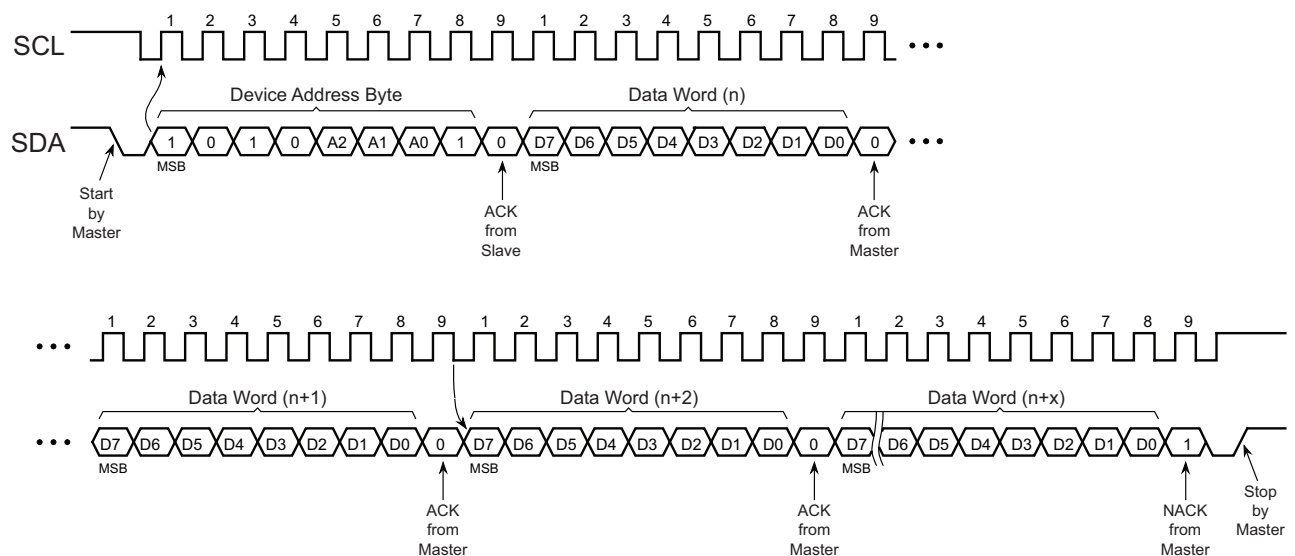 1 2 3 4 5 6 7 8 9 1 2 3 4 5 6 7 8 9
SCL •••
Device Address Byte Data Word (n)
SDA 1 0 1 0 A2 A1 A0 1 0 D7 D6 D5 D4 D3 D2 D1 D0 0 •••
MSB MSB
Start
by
Master
ACK
from
Slave
ACK
from
Master
1 2 3 4 5 6 7 8 9 1 2 3 4 5 6 7 8 9 1 2 3 4 5 6 7 8 9
•••
Data Word (n+1) Data Word (n+2) Data Word (n+x)
••• D7 D6 D5 D4 D3 D2 D1 D0 0 D7 D6 D5 D4 D3 D2 D1 D0 0 D7 D6 D5 D4 D3 D2 D1 D0 1
MSB MSB MSB
ACK
from
Master
ACK
from
Master
NACK
from
Master
Stop
by
Master